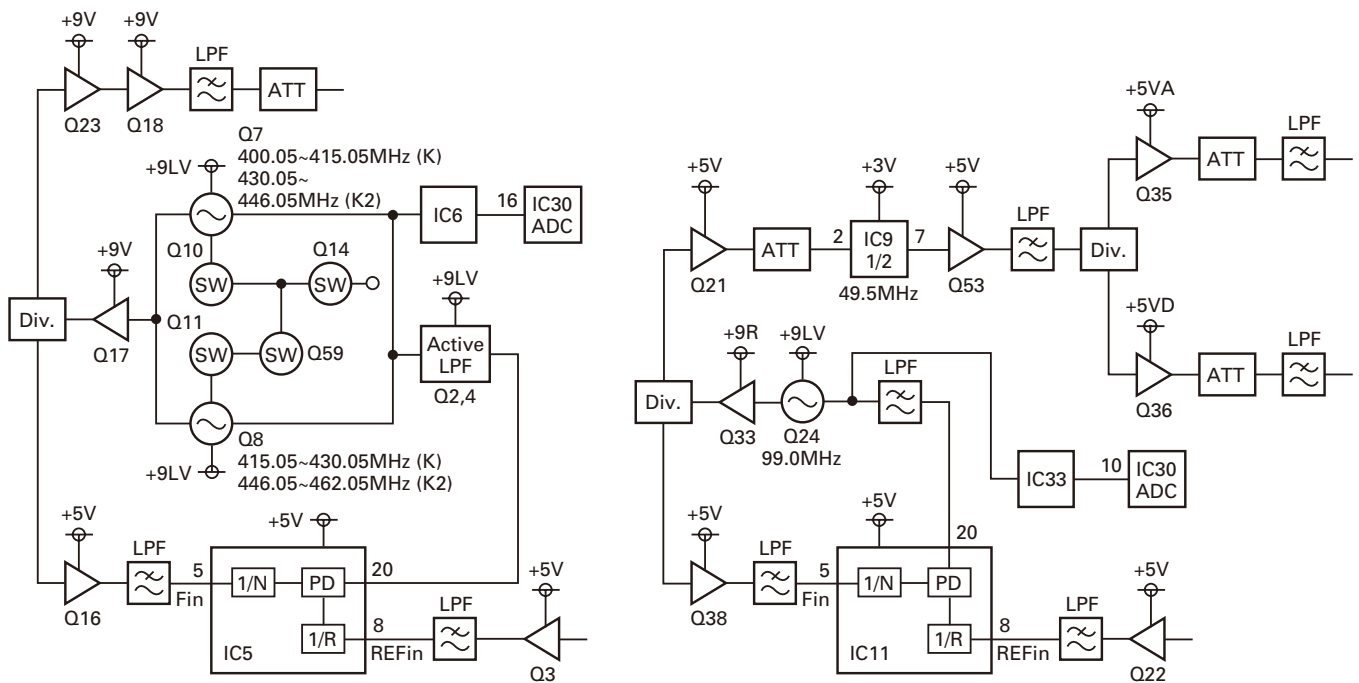 +9V
+9V
LPF
ATT
Q23
Q18
Q7
400.05~415.05MHz (K)
430.05~
446.05MHz (K2)
+9LV
IC6
16
IC30
ADC
Q10
Q14
SW
SW
+9V
+9LV
Div.
Q11
Q17
SW
SW
Q59
Active
LPF
Q2,4
Q8
+9LV
415.05~430.05MHz (K)
446.05~462.05MHz (K2)
+5V
+5V
LPF
5
20
1/N
PD
+5V
Fin
Q16
LPF
8
1/R
REFin
IC5
Q3
+5VA
LPF
ATT
Q35
+5V
+3V
+5V
LPF
ATT
2
IC9
1/2
7
Div.
Q21
49.5MHz
Q53
+5VD
LPF
+9R
+9LV
LPF
ATT
Q36
Div.
Q33
Q24
99.0MHz
IC33
10
IC30
ADC
+5V
+5V
20
LPF
5
1/N
PD
+5V
Fin
Q38
LPF
8
1/R
REFin
IC11
Q22